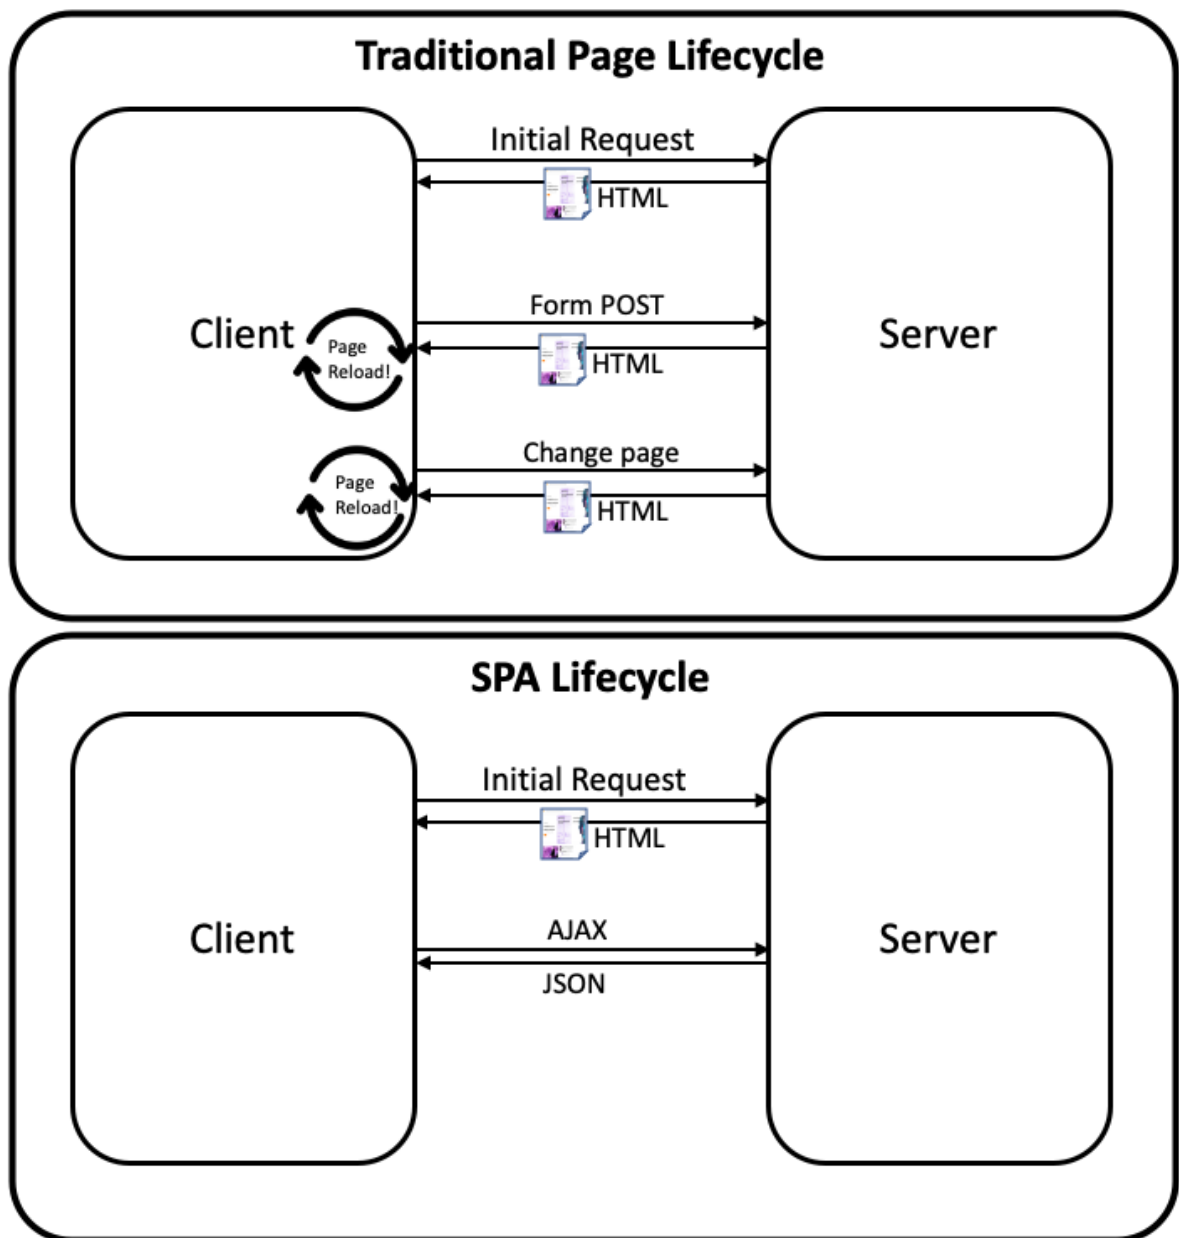 Traditional Page Lifecycle
Initial Request
HTML
Form POST
Client
Page
Reload!
HTML
Server
Change page
Page
Reload!
HTML
SPA Lifecycle
Initial Request
HTML
Client
AJAX
JSON
Server